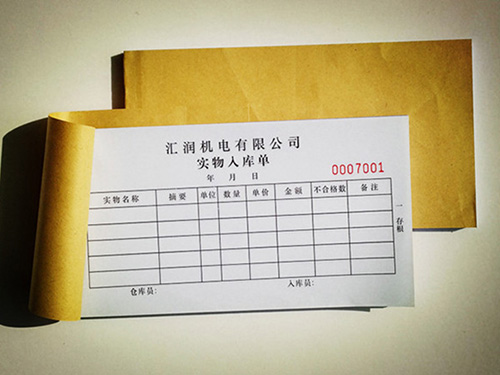 汇润机电有限公司
实物入库单
年 月 日
0007001
实物名称 摘要 单位 数量 单价 金额 不合格数 备注
一存根
仓库员: 入库员: